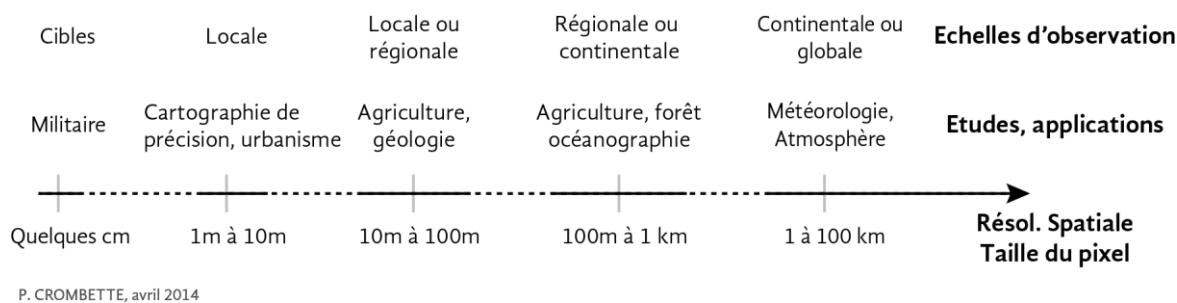 Cibles
Locale
Locale ou
régionale
Régionale ou
continentale
Continentale ou
globale
Echelles d'observation
Militaire
Cartographie de
précision, urbanisme
Agriculture,
géologie
Agriculture, forêt
océanographie
Météorologie,
Atmosphère
Etudes, applications
Quelques cm
1m à 10m
10m à 100m
100m à 1 km
1 à 100 km
Résol. Spatiale
Taille du pixel
P. CROMBETTE, avril 2014